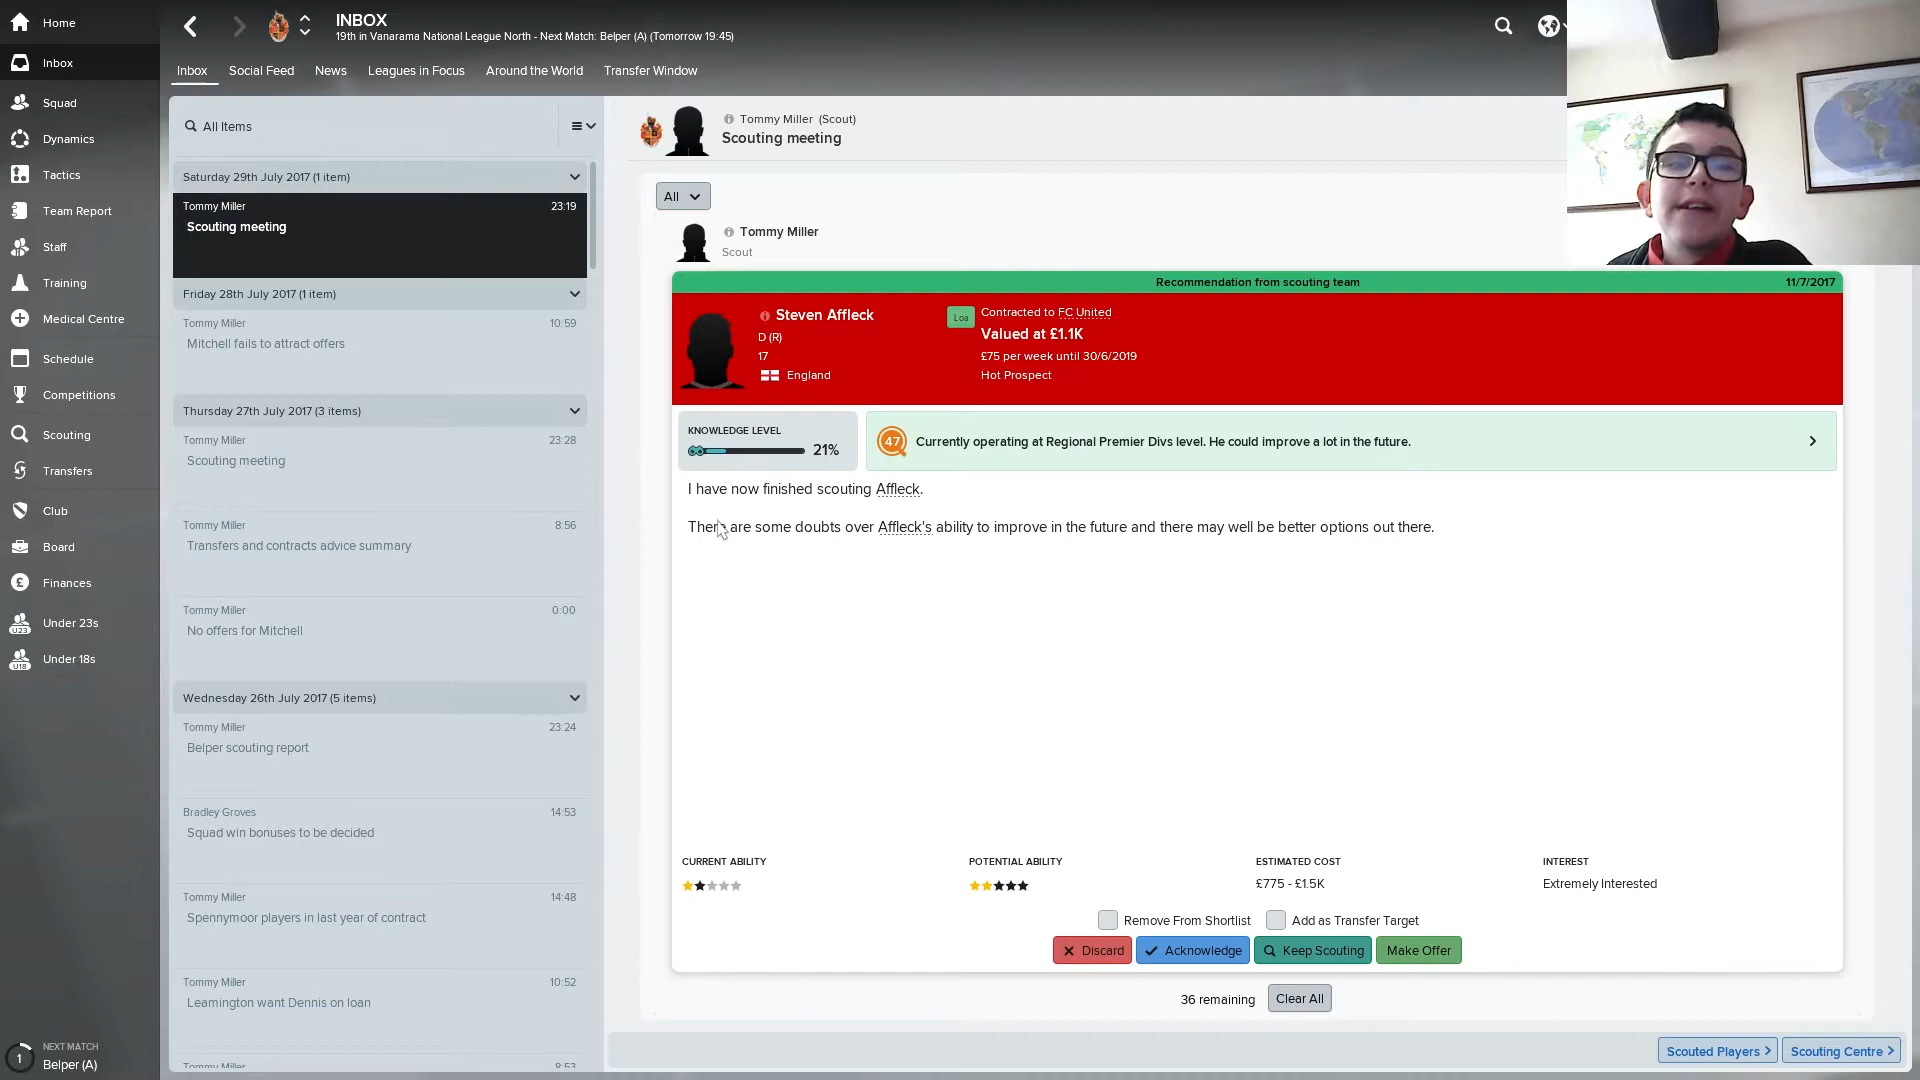 Home
Inbox
Squad
Dynamics
Tactics
Team Report
Staff
Training
Medical Centre
Schedule
Competitions
Scouting
Transfers
Club
Board
Finances
Under 23s
U23
Under 18s
U18
1
NEXT MATCH
Belper (A)
INBOX
19th in Vanarama National League North - Next Match: Belper (A) (Tomorrow 19:45)
Inbox Social Feed News Leagues in Focus Around the World Transfer Window
All Items
Saturday 29th July 2017 (1 item)
Tommy Miller 23:19
Scouting meeting
Friday 28th July 2017 (1 item)
Tommy Miller 10:59
Mitchell fails to attract offers
Thursday 27th July 2017 (3 items)
Tommy Miller 23:28
Scouting meeting
Tommy Miller 8:56
Transfers and contracts advice summary
Tommy Miller 0:00
No offers for Mitchell
Wednesday 26th July 2017 (5 items)
Tommy Miller 23:24
Belper scouting report
Bradley Groves 14:53
Squad win bonuses to be decided
Tommy Miller 14:48
Spennymoor players in last year of contract
Tommy Miller 10:52
Leamington want Dennis on loan
Tommy Miller 8:53
Tommy Miller (Scout)
Scouting meeting
All
Tommy Miller
Scout
Recommendation from scouting team 11/7/2017
Steven Affleck
D (R)
17
England
Loa
Contracted to FC United
Valued at £1.1K
£75 per week until 30/6/2019
Hot Prospect
KNOWLEDGE LEVEL
21%
47 Currently operating at Regional Premier Divs level. He could improve a lot in the future.
I have now finished scouting Affleck.
There are some doubts over Affleck's ability to improve in the future and there may well be better options out there.
CURRENT ABILITY
POTENTIAL ABILITY
ESTIMATED COST
£775 - £1.5K
INTEREST
Extremely Interested
Remove From Shortlist Add as Transfer Target
Discard Acknowledge Keep Scouting Make Offer
36 remaining Clear All
Scouted Players Scouting Centre